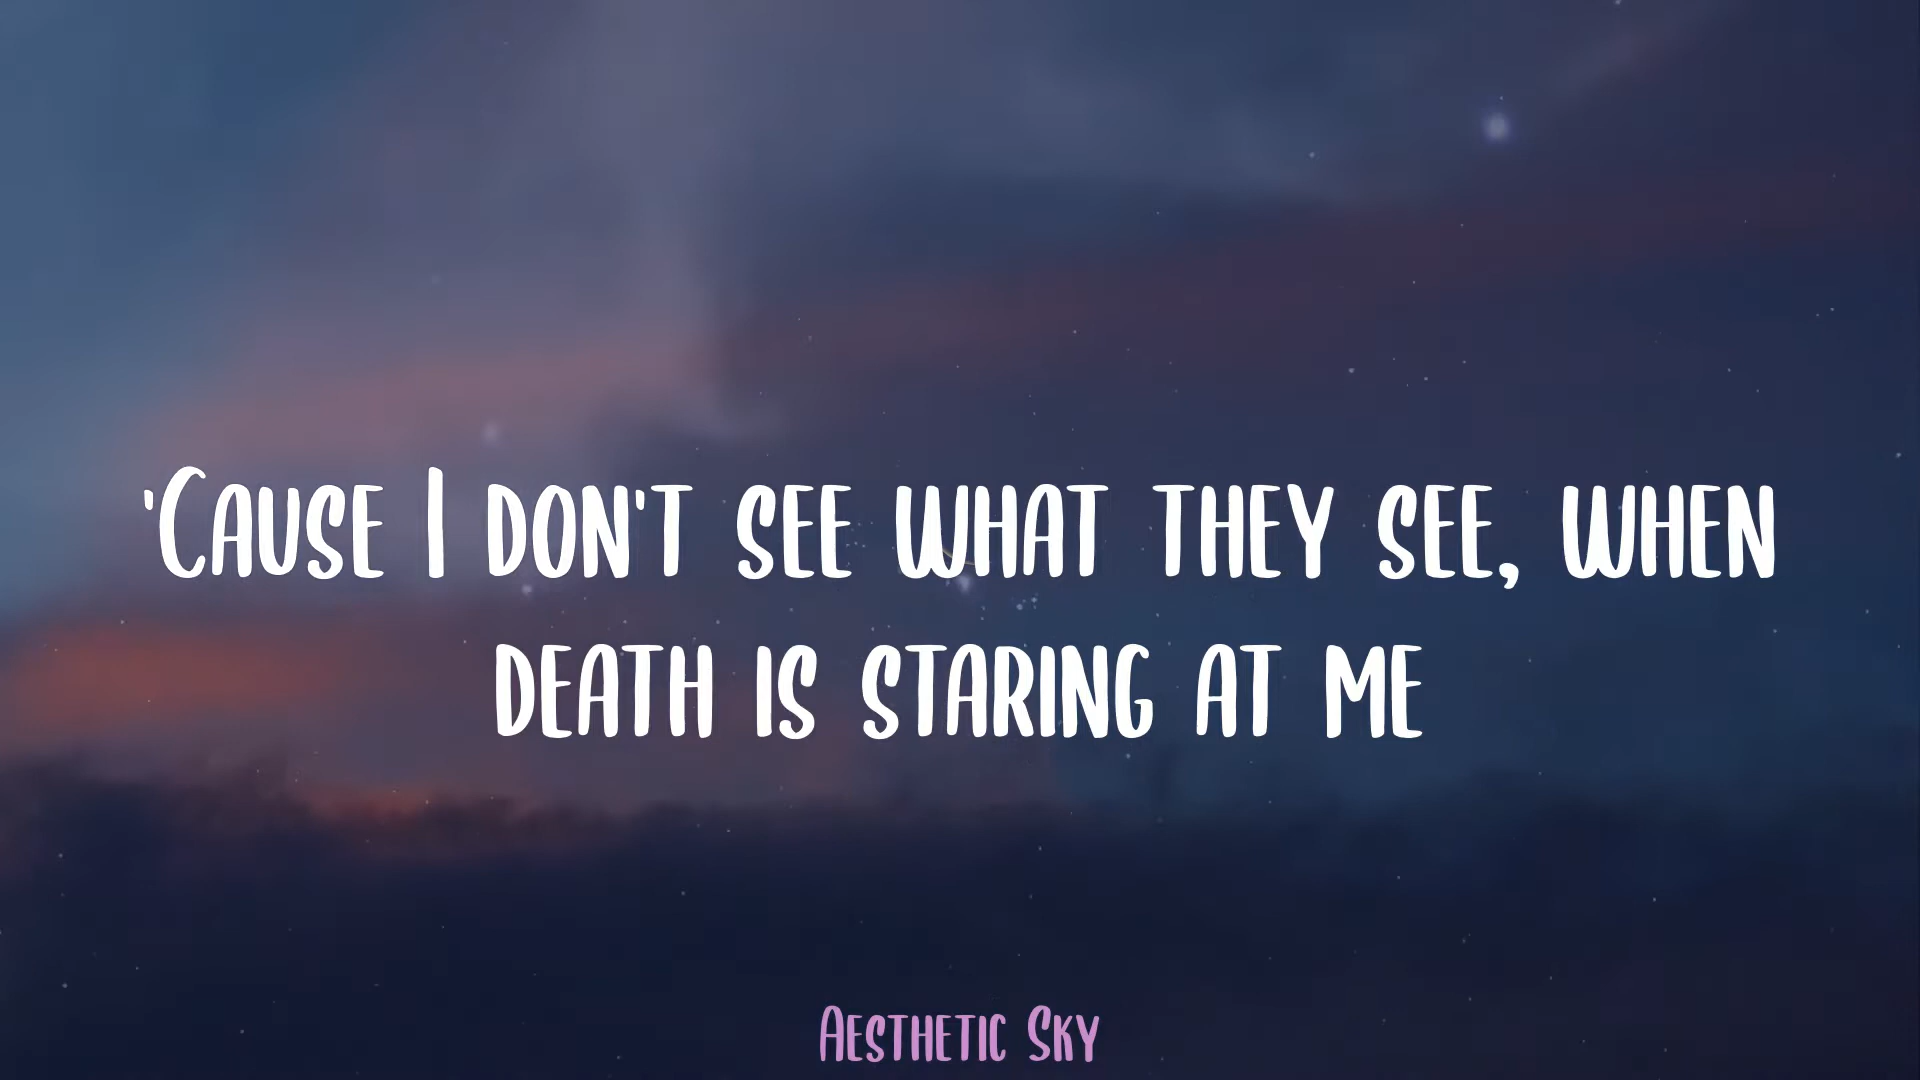 'Cause I don't see what they see, when
death is staring at me
Aesthetic Sky